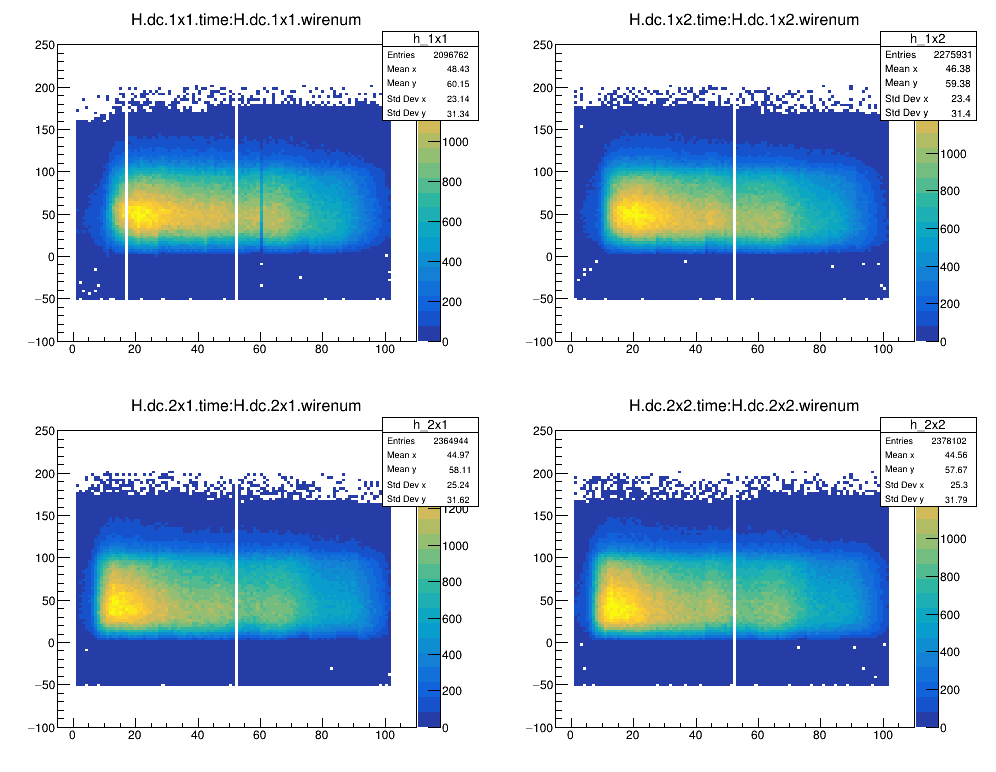 H.dc.1x1.time:H.dc.1x1.wirenum
h_1x1
Entries 2096762
Mean x 48.43
Mean y 60.15
Std Dev x 23.14
Std Dev y 31.34
250
200
150
100
50
0
−50
−100
0 20 40 60 80 100
1000
800
600
400
200
0
H.dc.1x2.time:H.dc.1x2.wirenum
h_1x2
Entries 2275931
Mean x 46.38
Mean y 59.38
Std Dev x 23.4
Std Dev y 31.4
250
200
150
100
50
0
−50
−100
0 20 40 60 80 100
1000
800
600
400
200
0
H.dc.2x1.time:H.dc.2x1.wirenum
h_2x1
Entries 2364944
Mean x 44.97
Mean y 58.11
Std Dev x 25.24
Std Dev y 31.62
250
200
150
100
50
0
−50
−100
0 20 40 60 80 100
1200
1000
800
600
400
200
0
H.dc.2x2.time:H.dc.2x2.wirenum
h_2x2
Entries 2378102
Mean x 44.56
Mean y 57.67
Std Dev x 25.3
Std Dev y 31.79
250
200
150
100
50
0
−50
−100
0 20 40 60 80 100
1000
800
600
400
200
0